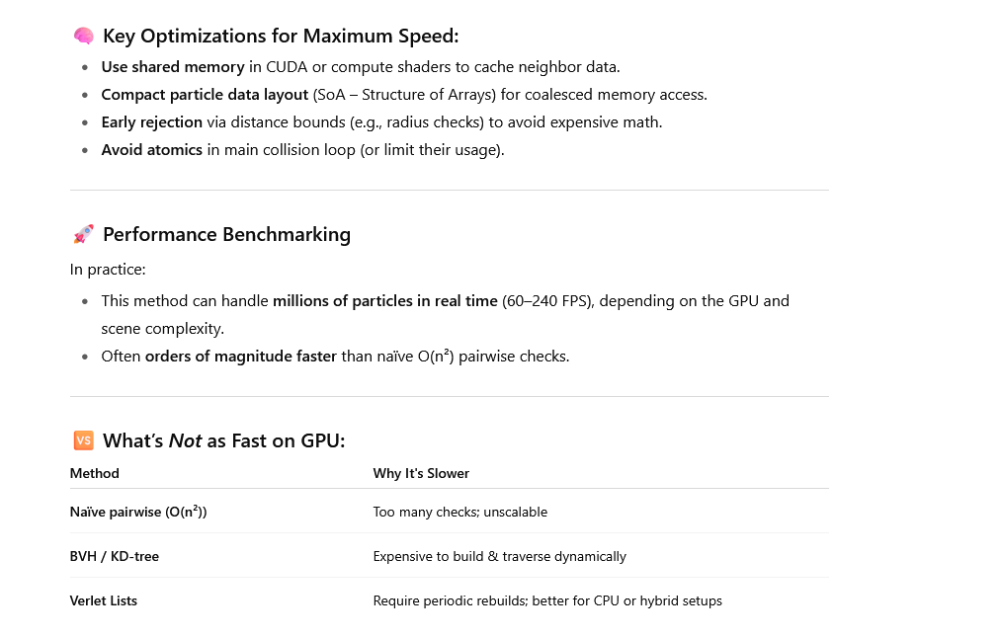 🧠 Key Optimizations for Maximum Speed:
• Use shared memory in CUDA or compute shaders to cache neighbor data.
• Compact particle data layout (SoA – Structure of Arrays) for coalesced memory access.
• Early rejection via distance bounds (e.g., radius checks) to avoid expensive math.
• Avoid atomics in main collision loop (or limit their usage).
🚀 Performance Benchmarking
In practice:
• This method can handle millions of particles in real time (60–240 FPS), depending on the GPU and
scene complexity.
• Often orders of magnitude faster than naïve O(n²) pairwise checks.
🆚 What's Not as Fast on GPU:
Method Why It's Slower
Naïve pairwise (O(n²)) Too many checks; unscalable
BVH / KD-tree Expensive to build & traverse dynamically
Verlet Lists Require periodic rebuilds; better for CPU or hybrid setups